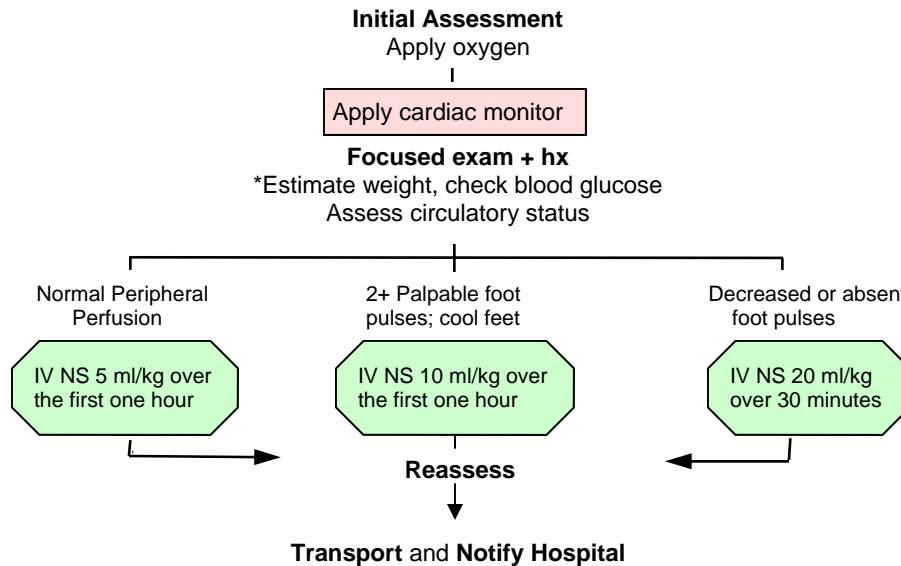 Initial Assessment
Apply oxygen
Apply cardiac monitor
Focused exam + hx
*Estimate weight, check blood glucose
Assess circulatory status
Normal Peripheral
Perfusion
IV NS 5 ml/kg over
the first one hour
2+ Palpable foot
pulses; cool feet
IV NS 10 ml/kg over
the first one hour
Decreased or absent
foot pulses
IV NS 20 ml/kg
over 30 minutes
Reassess
Transport and Notify Hospital